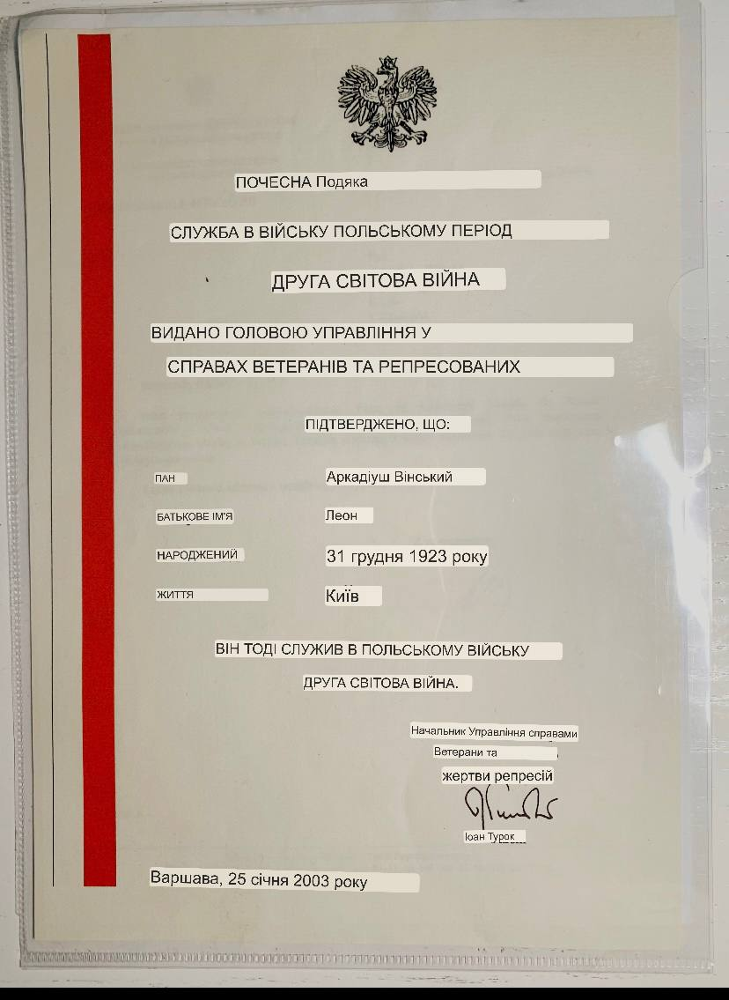 ПОЧЕСНА Подяка
СЛУЖБА В ВІЙСЬКУ ПОЛЬСЬКОМУ ПЕРІОД
ДРУГА СВІТОВА ВІЙНА
ВИДАНО ГОЛОВОЮ УПРАВЛІННЯ У
СПРАВАХ ВЕТЕРАНІВ ТА РЕПРЕСОВАНИХ
ПІДТВЕРДЖЕНО, ЩО:
ПАН Аркадіуш Вінський
БАТЬКОВЕ ІМ'Я Леон
НАРОДЖЕНИЙ 31 грудня 1923 року
ЖИТТЯ Київ
ВІН ТОДІ СЛУЖИВ В ПОЛЬСЬКОМУ ВІЙСЬКУ
ДРУГА СВІТОВА ВІЙНА.
Начальник Управління справами
Ветерани та
жертви репресій
Іоан Турок
Варшава, 25 січня 2003 року